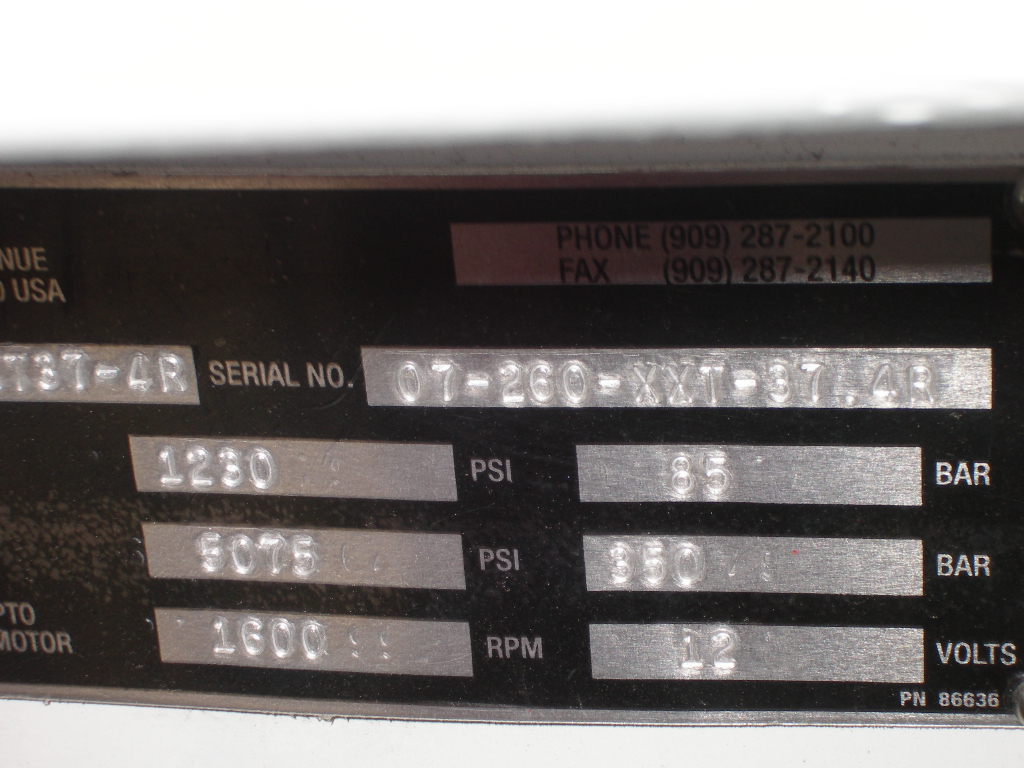 PHONE (909) 287-2100
NUE
FAX (909) 287-2140
USA
T37-4R SERIAL NO. 07-260-XXT-37.4R
1230 PSI 85 BAR
5075 PSI 350 BAR
PTO
MOTOR 1600 RPM 12 VOLTS
PN 86636